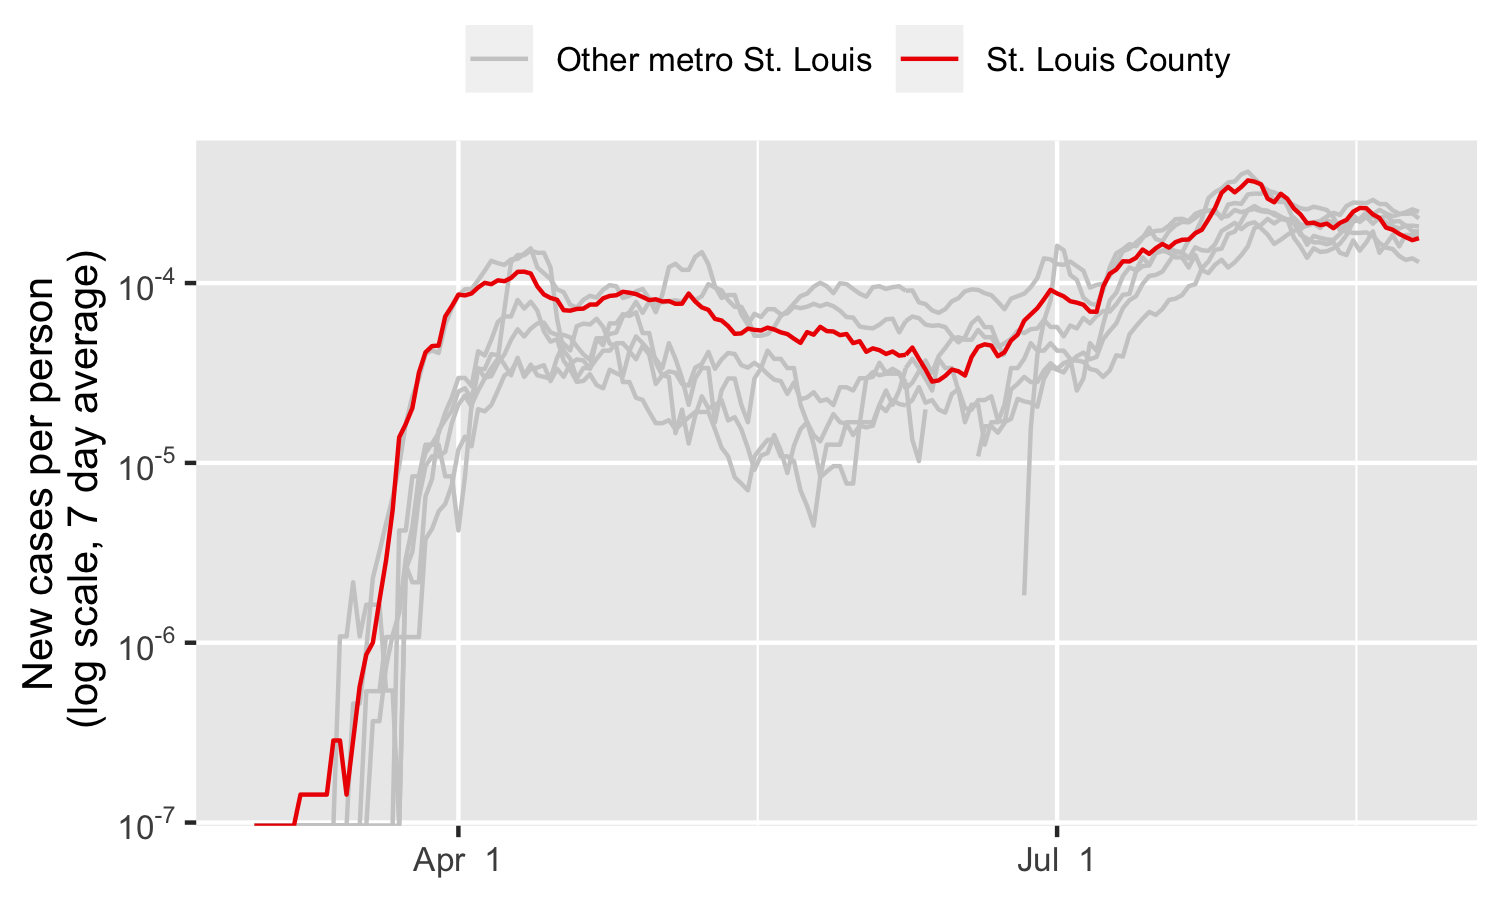 Other metro St. Louis St. Louis County
New cases per person
(log scale, 7 day average)
10-4
10-5
10-6
10-7
Apr 1 Jul 1